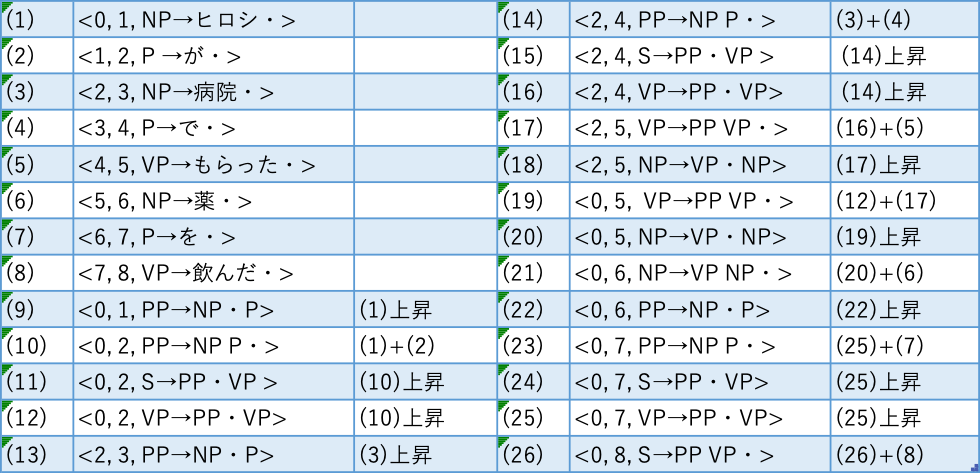 (1) <0, 1, NP→ヒロシ・>
(2) <1, 2, P →が・>
(3) <2, 3, NP→病院・>
(4) <3, 4, P→で・>
(5) <4, 5, VP→もらった・>
(6) <5, 6, NP→薬・>
(7) <6, 7, P→を・>
(8) <7, 8, VP→飲んだ・>
(9) <0, 1, PP→NP・P> (1)上昇
(10) <0, 2, PP→NP P・> (1)+(2)
(11) <0, 2, S→PP・VP > (10)上昇
(12) <0, 2, VP→PP・VP> (10)上昇
(13) <2, 3, PP→NP・P> (3)上昇
(14) <2, 4, PP→NP P・> (3)+(4)
(15) <2, 4, S→PP・VP > (14)上昇
(16) <2, 4, VP→PP・VP> (14)上昇
(17) <2, 5, VP→PP VP・> (16)+(5)
(18) <2, 5, NP→VP・NP> (17)上昇
(19) <0, 5, VP→PP VP・> (12)+(17)
(20) <0, 5, NP→VP・NP> (19)上昇
(21) <0, 6, NP→VP NP・> (20)+(6)
(22) <0, 6, PP→NP・P> (22)上昇
(23) <0, 7, PP→NP P・> (25)+(7)
(24) <0, 7, S→PP・VP> (25)上昇
(25) <0, 7, VP→PP・VP> (25)上昇
(26) <0, 8, S→PP VP・> (26)+(8)